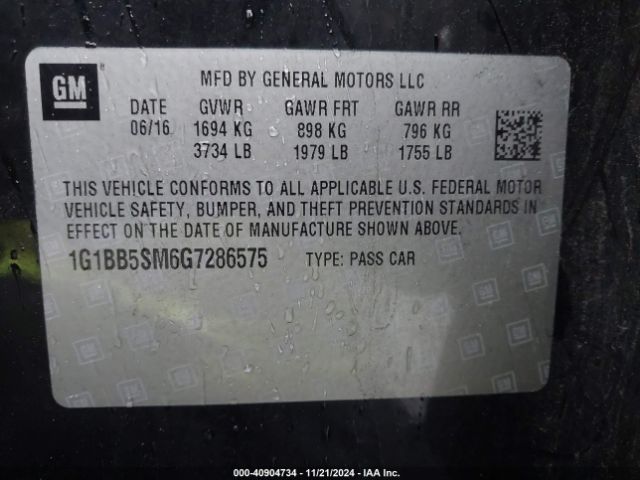 GM
MFD BY GENERAL MOTORS LLC
DATE GVWR GAWR FRT GAWR RR
06/16 1694 KG 898 KG 796 KG
3734 LB 1979 LB 1755 LB
THIS VEHICLE CONFORMS TO ALL APPLICABLE U.S. FEDERAL MOTOR
VEHICLE SAFETY, BUMPER, AND THEFT PREVENTION STANDARDS IN
EFFECT ON THE DATE OF MANUFACTURE SHOWN ABOVE.
1G1BB5SM6G7286575 TYPE: PASS CAR
000-40904734 - 11/21/2024 - IAA Inc.